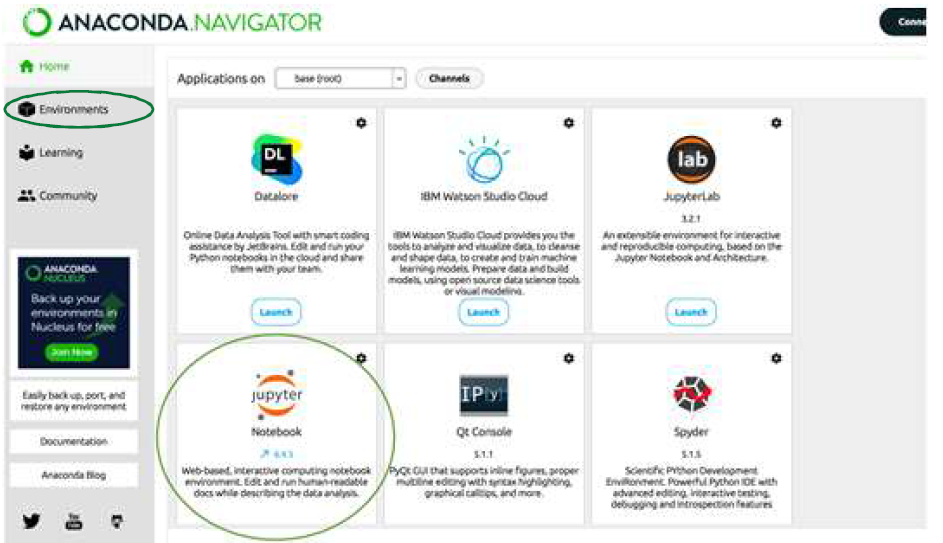 ANACONDA.NAVIGATOR
Conne
Home
Environments
Learning
Community
Applications on
base (root)
Channels
DL
Datalore
Online Data Analysis Tool with smart coding
assistance by JetBrains. Edit and run your
Python notebooks in the cloud and share
them with your team.
Launch
IBM Watson Studio Cloud
IBM Watson Studio Cloud provides you the
tools to analyze and visualize data, to cleanse
and shape data, to create and train machine
learning models. Prepare data and build
models, using open source data science tools
or visual modeling.
Launch
lab
JupyterLab
3.2.1
An extensible environment for interactive
and reproducible computing, based on the
Jupyter Notebook and Architecture.
Launch
ANACONDA
NUCLEUS
Back up your
environments in
Nucleus for free
Join Now
Easily back up, port, and
restore any environment
Documentation
Anaconda Blog
You
Tube
jupyter
Notebook
Web-based, interactive computing notebook
environment. Edit and run human-readable
docs while describing the data analysis.
IP[y]
Qt Console
5.1.1
PyQt GUI that supports inline figures, proper
multiline editing with syntax highlighting,
graphical calltips, and more.
Spyder
5.1.5
Scientific PYthon Development
EnviRonment. Powerful Python IDE with
advanced editing, interactive testing,
debugging and introspection features